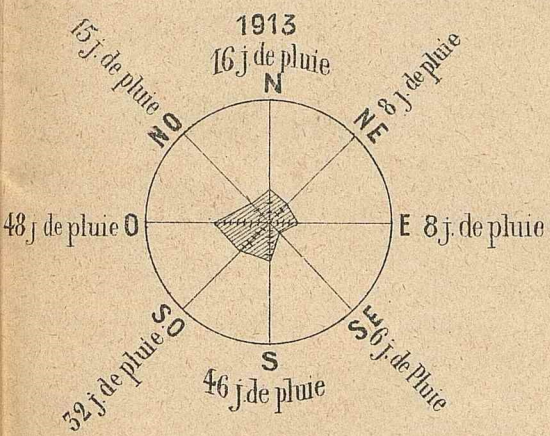 1913
16 j de pluie
N
15 j. de pluie
NO
NE
8 j. de pluie
48 j de pluie O
E 8 j. de pluie
SO
32 j. de pluie
SE
6 j. de Pluie
S
46 j. de pluie